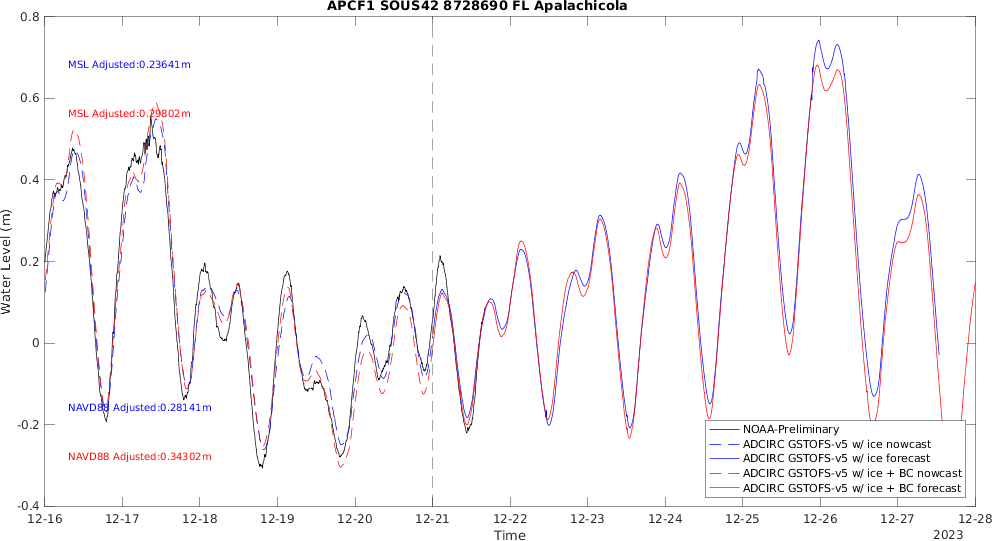 APCF1 SOUS42 8728690 FL Apalachicola
0.8
MSL Adjusted:0.23641m
0.6
MSL Adjusted:0.29802m
0.4
Water Level (m)
0.2
0
-0.2
NAVD88 Adjusted:0.28141m
NAVD88 Adjusted:0.34302m
NOAA-Preliminary
ADCIRC GSTOFS-v5 w/ ice nowcast
ADCIRC GSTOFS-v5 w/ ice forecast
ADCIRC GSTOFS-v5 w/ ice + BC nowcast
ADCIRC GSTOFS-v5 w/ ice + BC forecast
-0.4
12-16 12-17 12-18 12-19 12-20 12-21 12-22 12-23 12-24 12-25 12-26 12-27 12-28
Time
2023